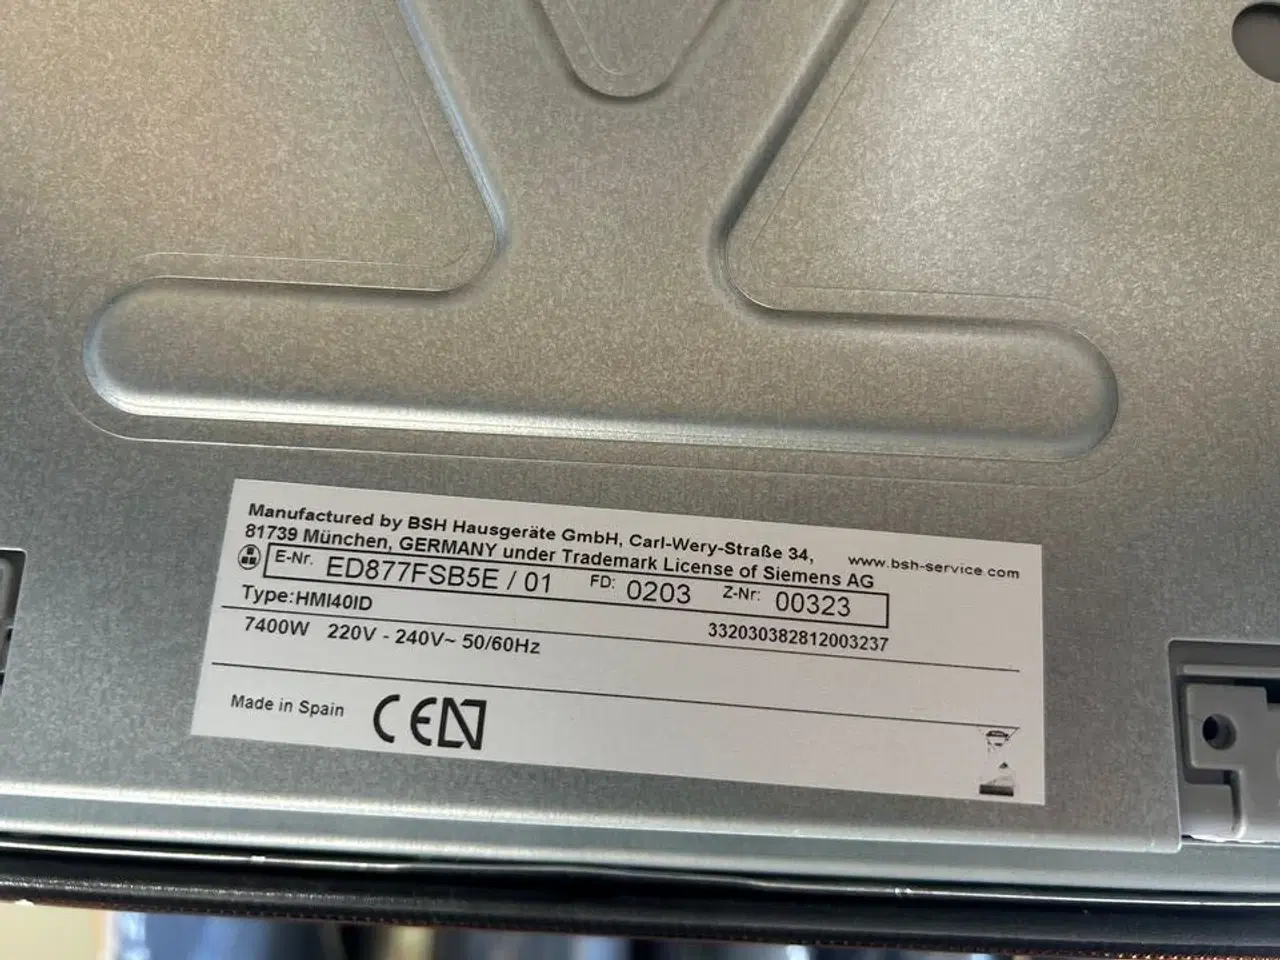 Manufactured by BSH Hausgeräte GmbH, Carl-Wery-Straße 34,
81739 München, GERMANY under Trademark License of Siemens AG
www.bsh-service.com
E-Nr. ED877FSB5E / 01 FD: 0203 Z-Nr: 00323
Type:HMI40ID
332030382812003237
7400W 220V - 240V~ 50/60Hz
Made in Spain CE